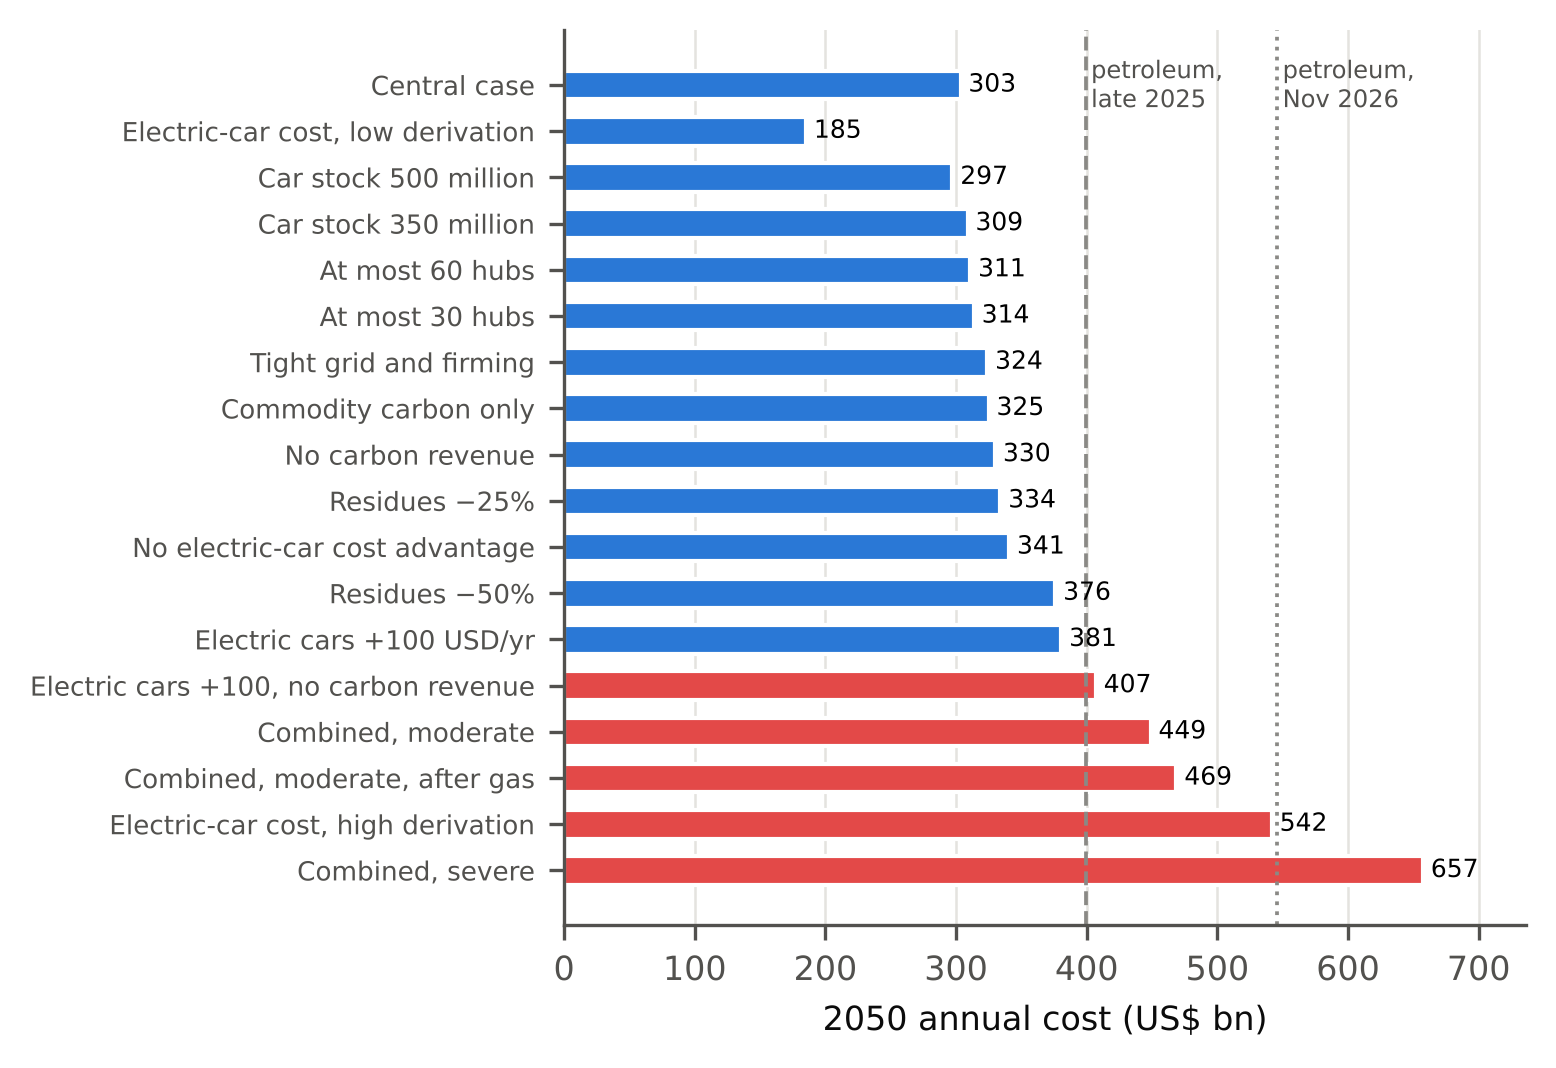 petroleum,
late 2025
petroleum,
Nov 2026
Central case 303
Electric-car cost, low derivation 185
Car stock 500 million 297
Car stock 350 million 309
At most 60 hubs 311
At most 30 hubs 314
Tight grid and firming 324
Commodity carbon only 325
No carbon revenue 330
Residues −25% 334
No electric-car cost advantage 341
Residues −50% 376
Electric cars +100 USD/yr 381
Electric cars +100, no carbon revenue 407
Combined, moderate 449
Combined, moderate, after gas 469
Electric-car cost, high derivation 542
Combined, severe 657
0 100 200 300 400 500 600 700
2050 annual cost (US$ bn)